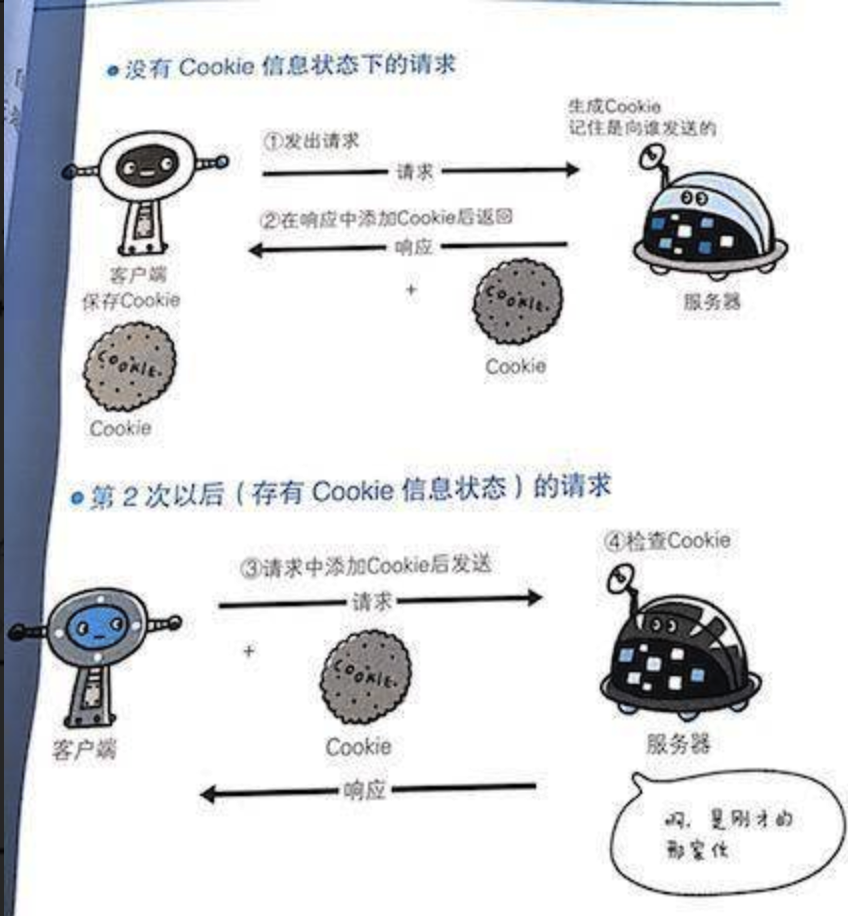 ●没有 Cookie 信息状态下的请求
生成Cookie
记住是向谁发送的
①发出请求
请求
②在响应中添加Cookie后返回
响应
+
客户端
保存Cookie
服务器
COOKIE.
Cookie
COOKIE.
Cookie
●第 2 次以后（存有 Cookie 信息状态）的请求
④检查Cookie
③请求中添加Cookie后发送
请求
+
COOKIE.
Cookie
客户端
服务器
响应
啊，是刚才的
那家伙